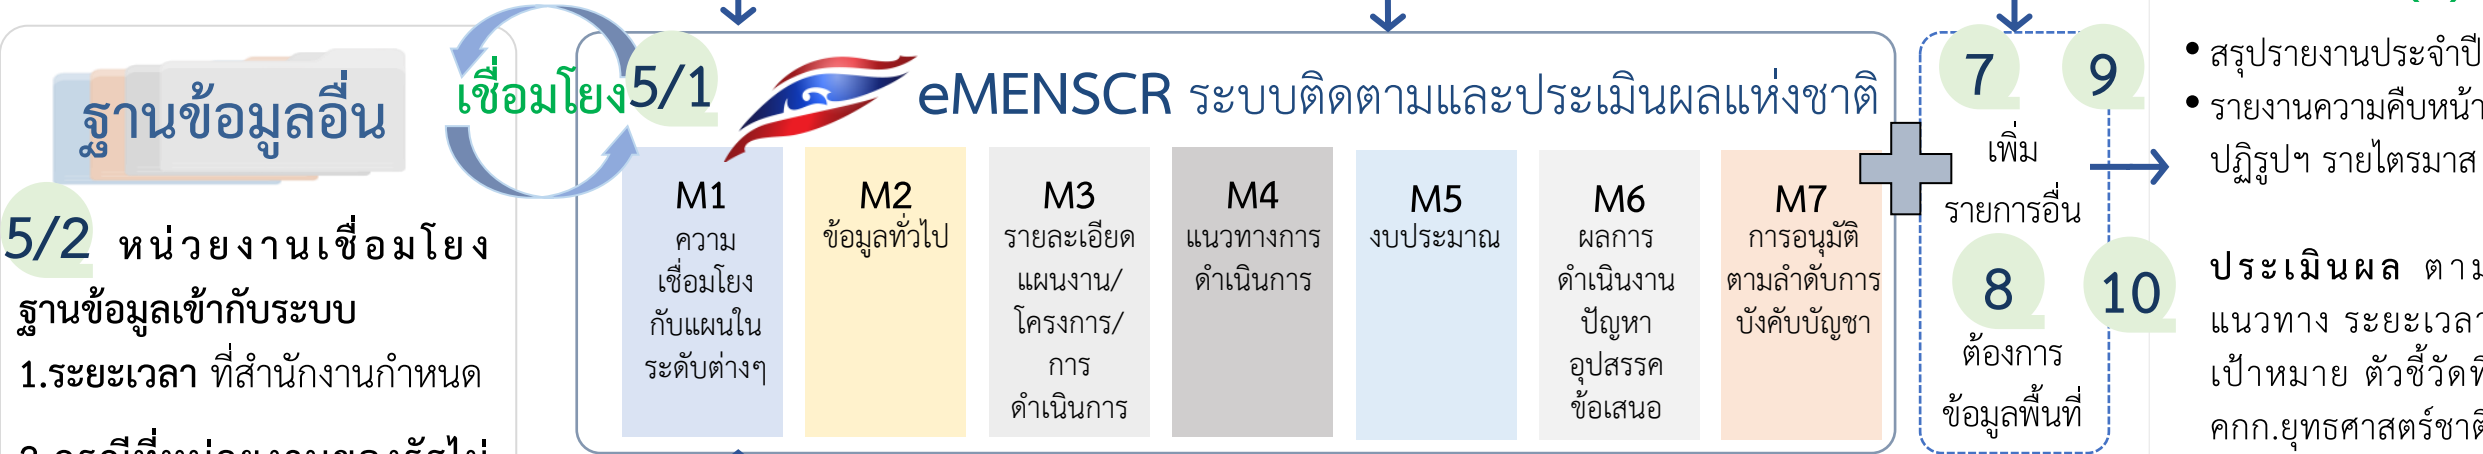 ฐานข้อมูลอื่น
5/2 หน่วยงานเชื่อมโยง
ฐานข้อมูลเข้ากับระบบ
1.ระยะเวลา ที่สำนักงานกำหนด
เชื่อมโยง
5/1
eMENSCR ระบบติดตามและประเมินผลแห่งชาติ
M1
ความ
เชื่อมโยง
กับแผนใน
ระดับต่างๆ
M2
ข้อมูลทั่วไป
M3
รายละเอียด
แผนงาน/
โครงการ/
การ
ดำเนินการ
M4
แนวทางการ
ดำเนินการ
M5
งบประมาณ
M6
ผลการ
ดำเนินงาน
ปัญหา
อุปสรรค
ข้อเสนอ
M7
การอนุมัติ
ตามลำดับการ
บังคับบัญชา
7
9
เพิ่ม
รายการอื่น
8
10
ต้องการ
ข้อมูลพื้นที่
• สรุปรายงานประจำปี
• รายงานความคืบหน้า
ปฏิรูปฯ รายไตรมาส
ประเมินผล ตาม
แนวทาง ระยะเวลา
เป้าหมาย ตัวชี้วัดที่
คกก.ยุทธศาสตร์ชาติ